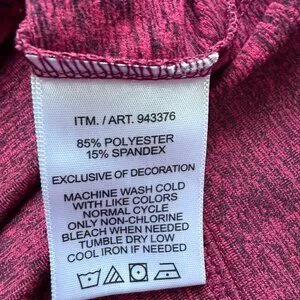 ITM. / ART. 943376
85% POLYESTER
15% SPANDEX
EXCLUSIVE OF DECORATION
MACHINE WASH COLD
WITH LIKE COLORS
NORMAL CYCLE
ONLY NON-CHLORINE
BLEACH WHEN NEEDED
TUMBLE DRY LOW
COOL IRON IF NEEDED